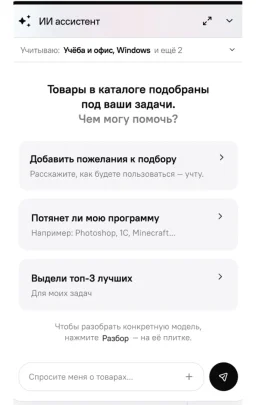 ИИ ассистент
Учитываю: Учёба и офис, Windows и ещё 2
Товары в каталоге подобраны
под ваши задачи.
Чем могу помочь?
Добавить пожелания к подбору
Расскажите, как будете пользоваться — учту.
Потянет ли мою программу
Например: Photoshop, 1С, Minecraft...
Выдели топ-3 лучших
Для моих задач
Чтобы разобрать конкретную модель,
нажмите Разбор — на её плитке.
Спросите меня о товарах...